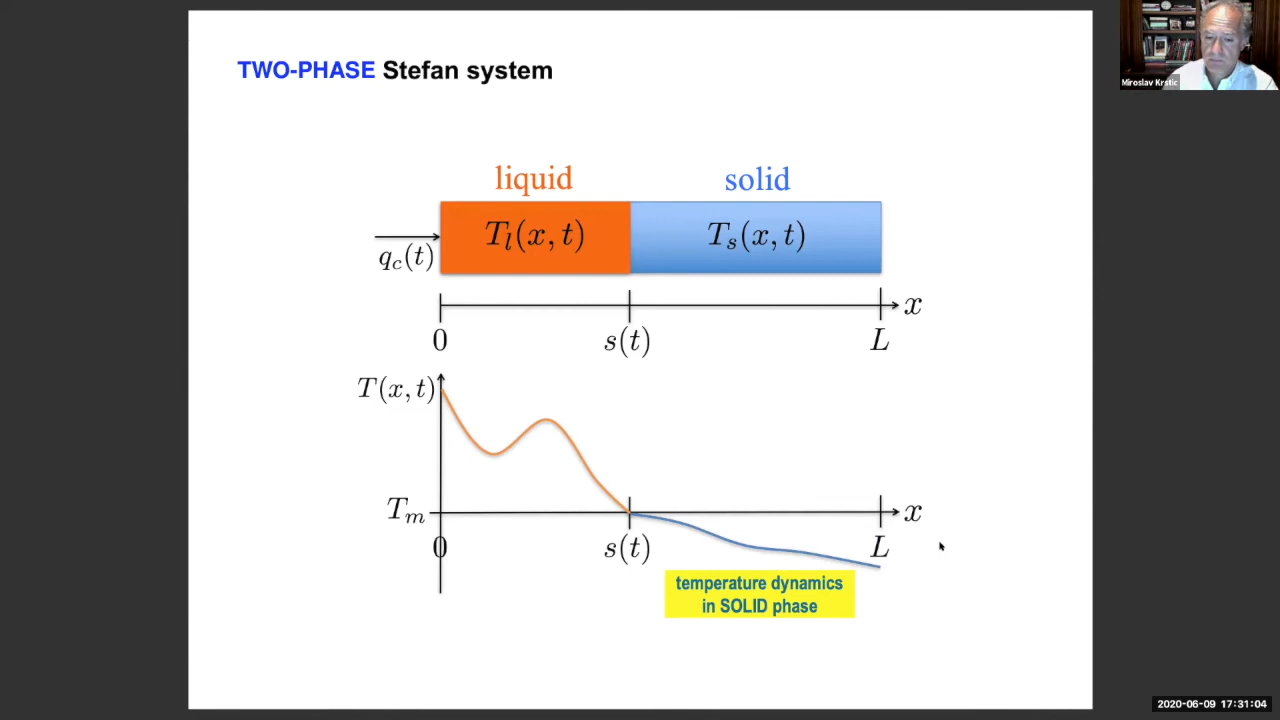 TWO-PHASE Stefan system
liquid solid
T_l(x, t) T_s(x, t)
q_c(t)
x
0 s(t) L
T(x, t)
T_m
x
0 s(t) L
temperature dynamics
in SOLID phase
Miroslav Krstic
2020-06-09 17:31:04